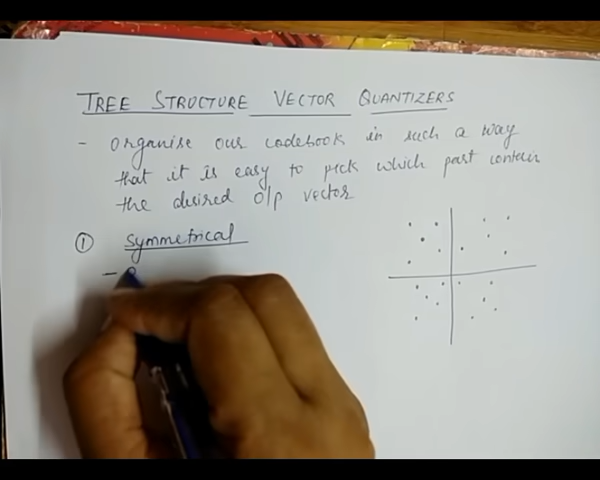 TREE STRUCTURE VECTOR QUANTIZERS
- Organise our codebook in such a way
that it is easy to pick which part contain
the desired o/p vector
① Symmetrical
-